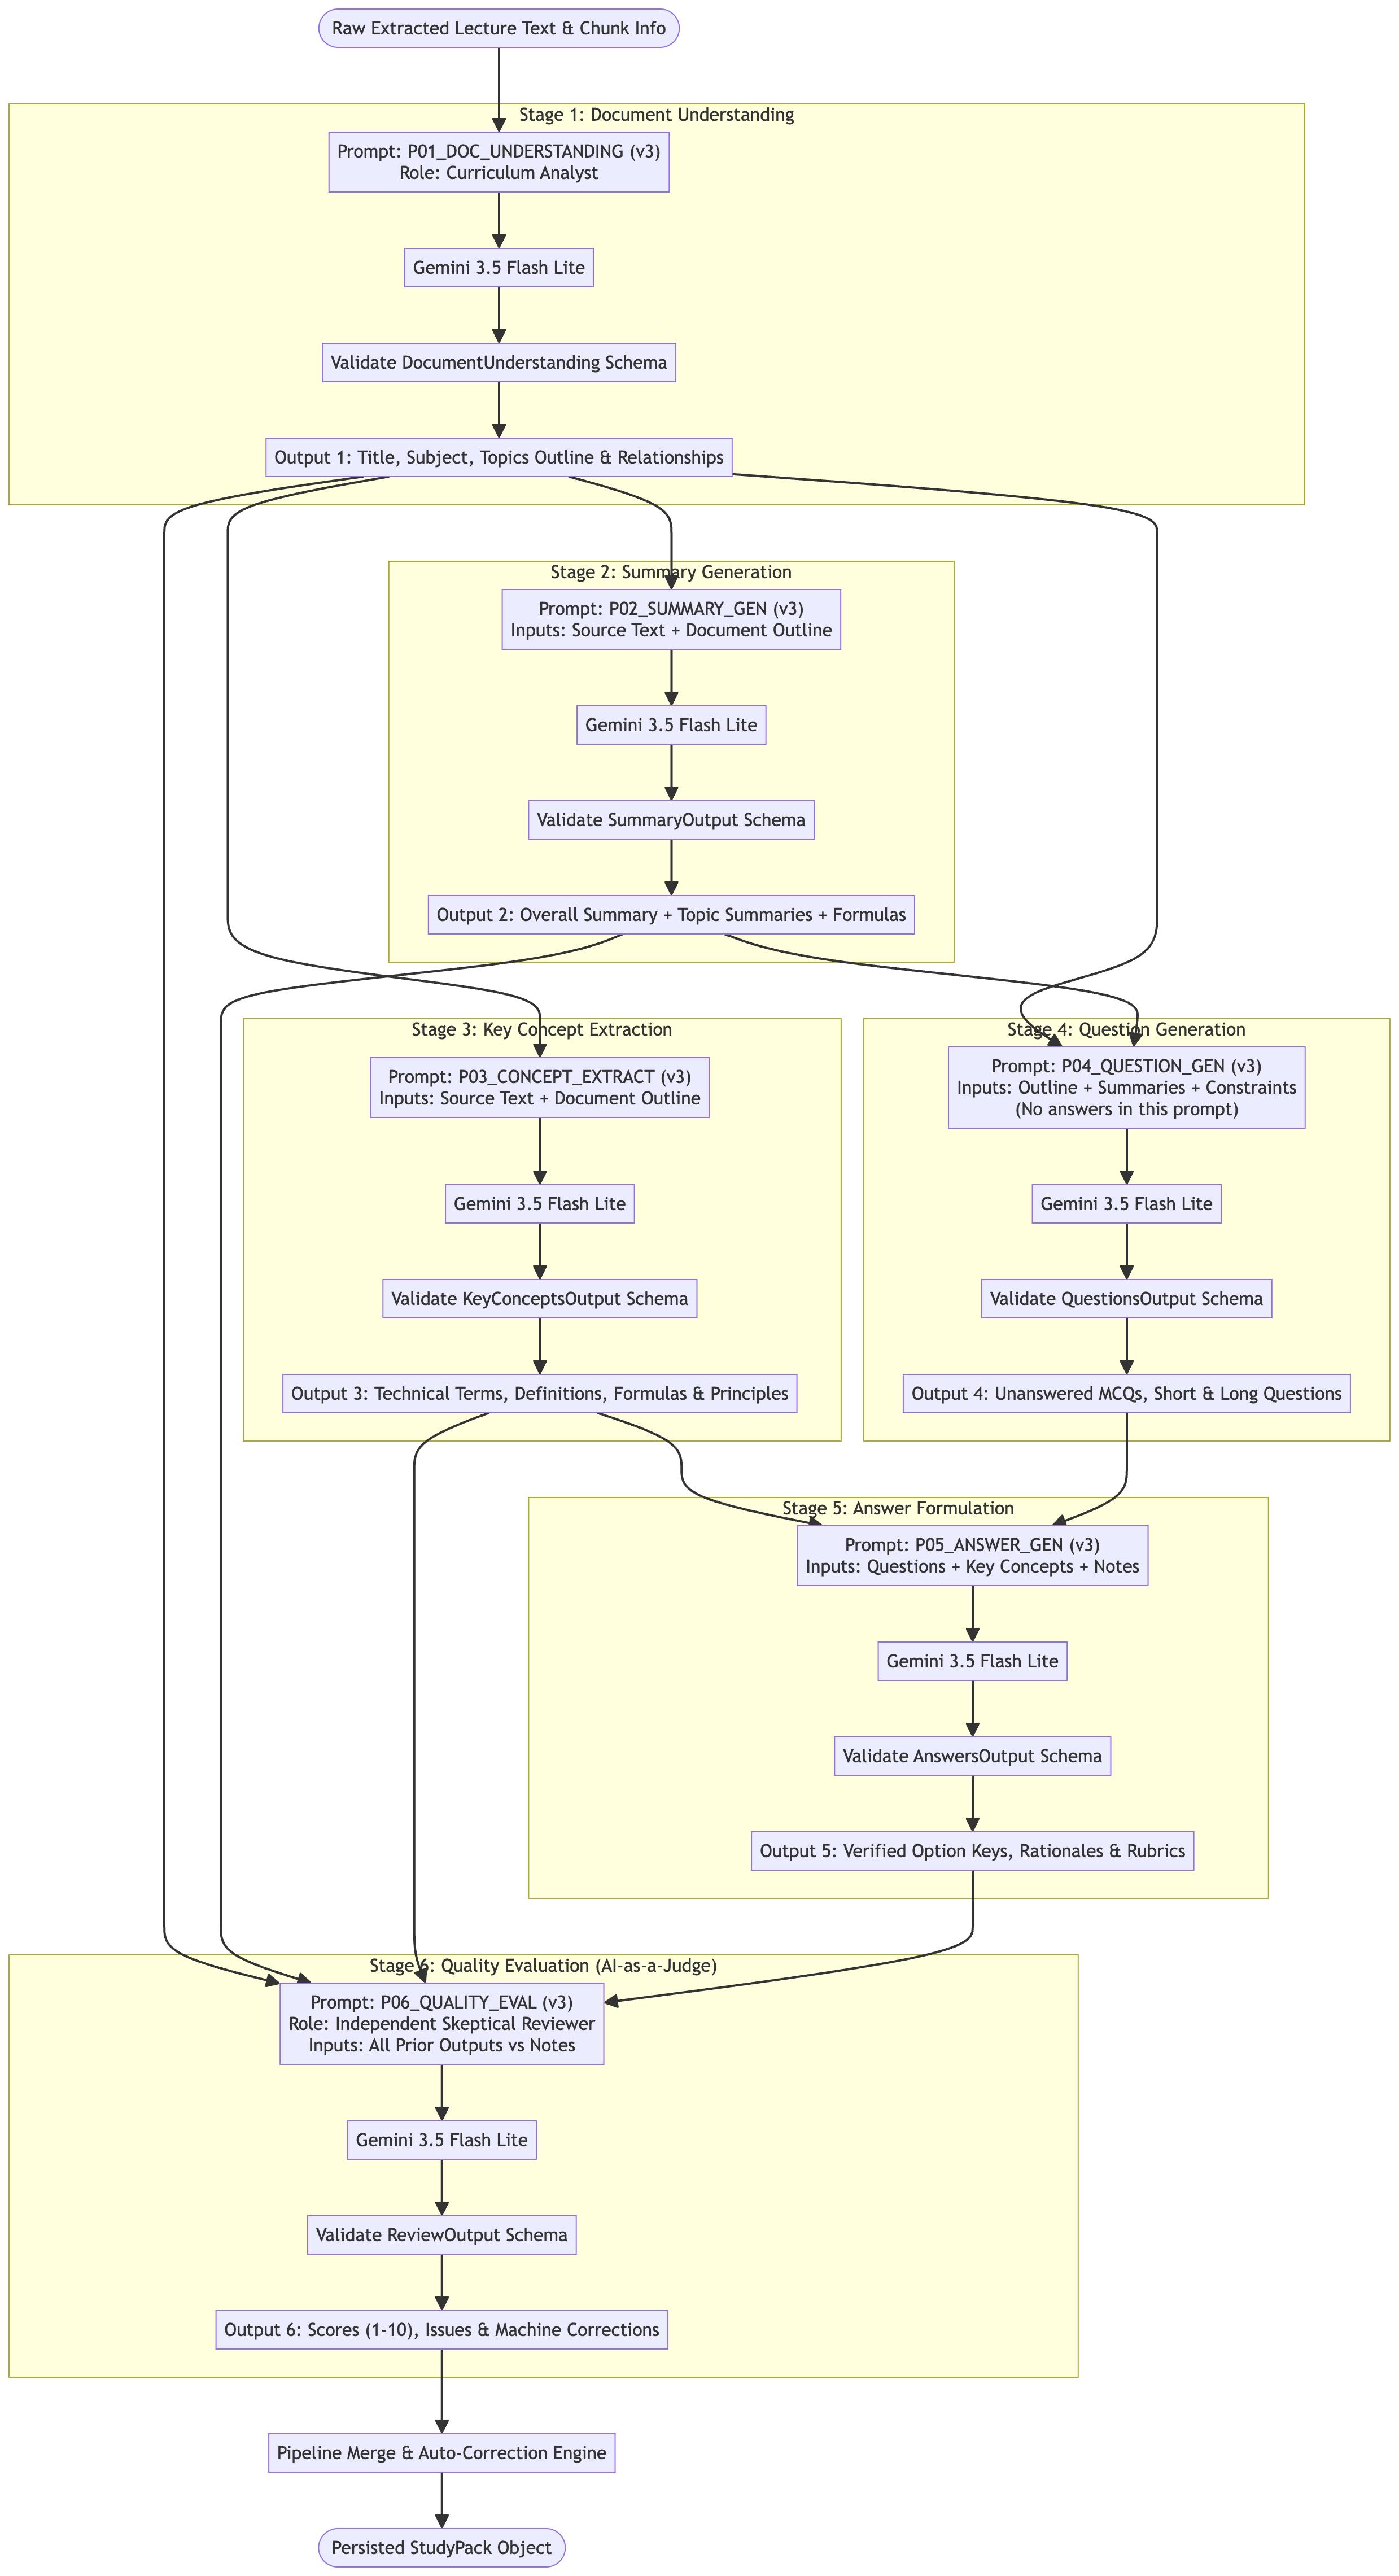 Raw Extracted Lecture Text & Chunk Info
Stage 1: Document Understanding
Prompt: P01_DOC_UNDERSTANDING (v3)
Role: Curriculum Analyst
Gemini 3.5 Flash Lite
Validate DocumentUnderstanding Schema
Output 1: Title, Subject, Topics Outline & Relationships
Stage 2: Summary Generation
Prompt: P02_SUMMARY_GEN (v3)
Inputs: Source Text + Document Outline
Gemini 3.5 Flash Lite
Validate SummaryOutput Schema
Output 2: Overall Summary + Topic Summaries + Formulas
Stage 3: Key Concept Extraction
Prompt: P03_CONCEPT_EXTRACT (v3)
Inputs: Source Text + Document Outline
Gemini 3.5 Flash Lite
Validate KeyConceptsOutput Schema
Output 3: Technical Terms, Definitions, Formulas & Principles
Stage 4: Question Generation
Prompt: P04_QUESTION_GEN (v3)
Inputs: Outline + Summaries + Constraints
(No answers in this prompt)
Gemini 3.5 Flash Lite
Validate QuestionsOutput Schema
Output 4: Unanswered MCQs, Short & Long Questions
Stage 5: Answer Formulation
Prompt: P05_ANSWER_GEN (v3)
Inputs: Questions + Key Concepts + Notes
Gemini 3.5 Flash Lite
Validate AnswersOutput Schema
Output 5: Verified Option Keys, Rationales & Rubrics
Stage 6: Quality Evaluation (AI-as-a-Judge)
Prompt: P06_QUALITY_EVAL (v3)
Role: Independent Skeptical Reviewer
Inputs: All Prior Outputs vs Notes
Gemini 3.5 Flash Lite
Validate ReviewOutput Schema
Output 6: Scores (1-10), Issues & Machine Corrections
Pipeline Merge & Auto-Correction Engine
Persisted StudyPack Object